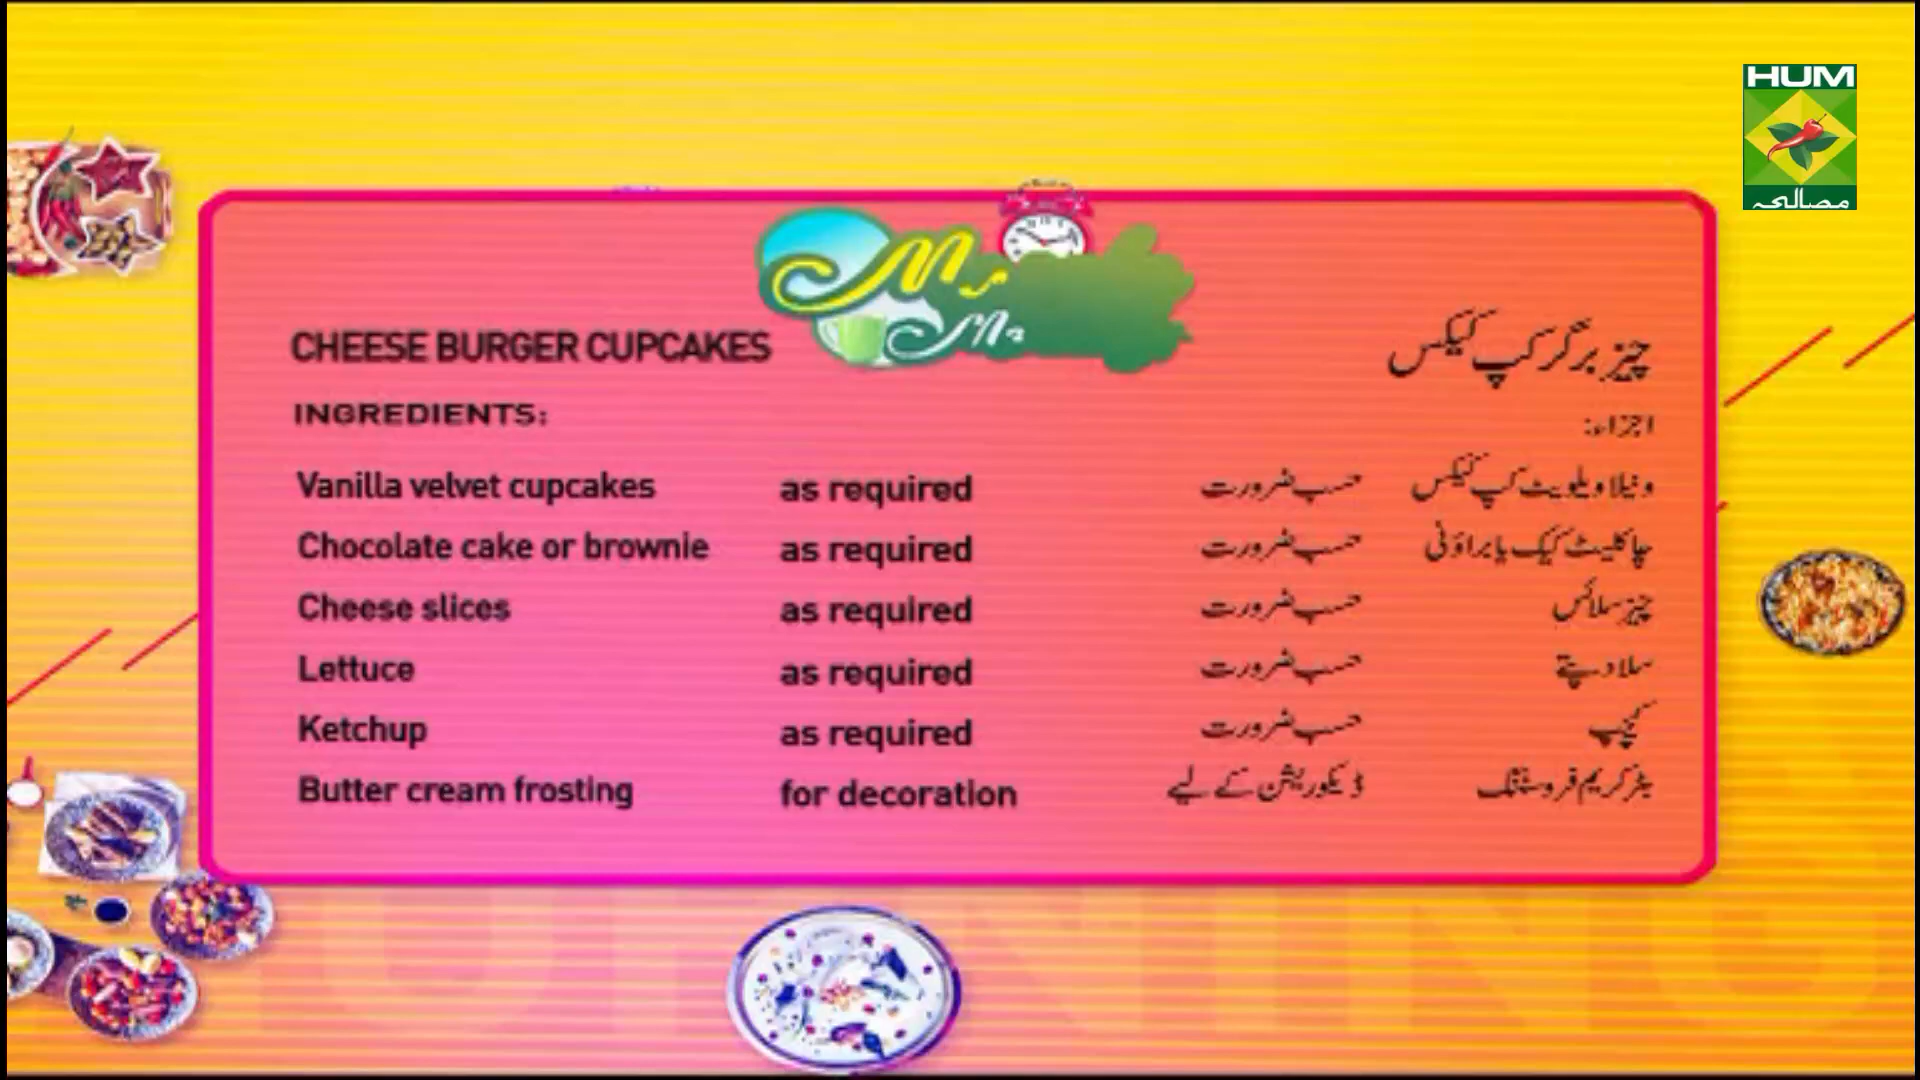 HUM
مصالحہ
CHEESE BURGER CUPCAKES چیز برگر کپ کیکس
INGREDIENTS: اجزاء:
Vanilla velvet cupcakes as required حسب ضرورت ونیلا ویلویٹ کپ کیکس
Chocolate cake or brownie as required حسب ضرورت چاکلیٹ کیک یا براؤنی
Cheese slices as required حسب ضرورت چیز سلائس
Lettuce as required حسب ضرورت سلاد پتے
Ketchup as required حسب ضرورت کیچپ
Butter cream frosting for decoration ڈیکوریشن کے لیے بٹر کریم فروسٹنگ